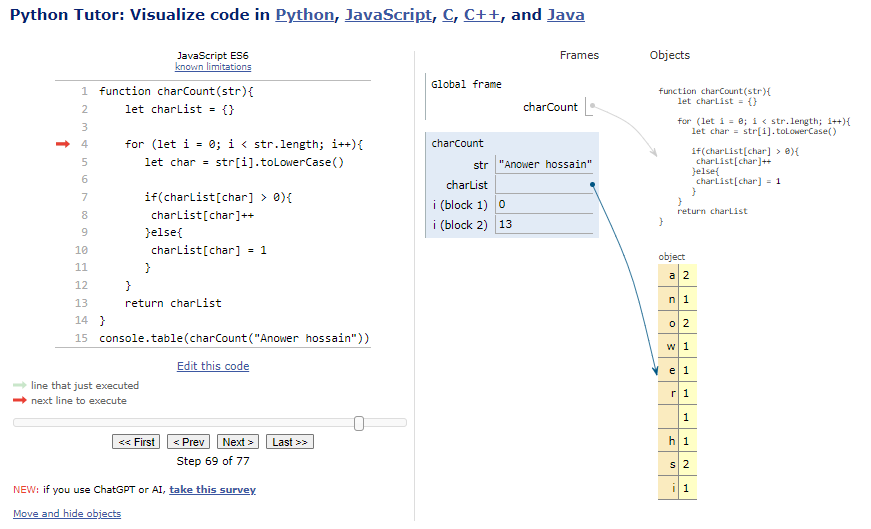 Python Tutor: Visualize code in Python, JavaScript, C, C++, and Java
JavaScript ES6
known limitations
1 function charCount(str){
2 let charList = {}
3
4 for (let i = 0; i < str.length; i++){
5 let char = str[i].toLowerCase()
6
7 if(charList[char] > 0){
8 charList[char]++
9 }else{
10 charList[char] = 1
11 }
12 }
13 return charList
14 }
15 console.table(charCount("Anower hossain"))
Edit this code
line that just executed
next line to execute
<< First < Prev Next > Last >>
Step 69 of 77
NEW: if you use ChatGPT or AI, take this survey
Move and hide objects
Frames Objects
Global frame
charCount
charCount
str "Anower hossain"
charList
i (block 1) 0
i (block 2) 13
function charCount(str){
let charList = {}
for (let i = 0; i < str.length; i++){
let char = str[i].toLowerCase()
if(charList[char] > 0){
charList[char]++
}else{
charList[char] = 1
}
}
return charList
}
object
a 2
n 1
o 2
w 1
e 1
r 1
1
h 1
s 2
i 1